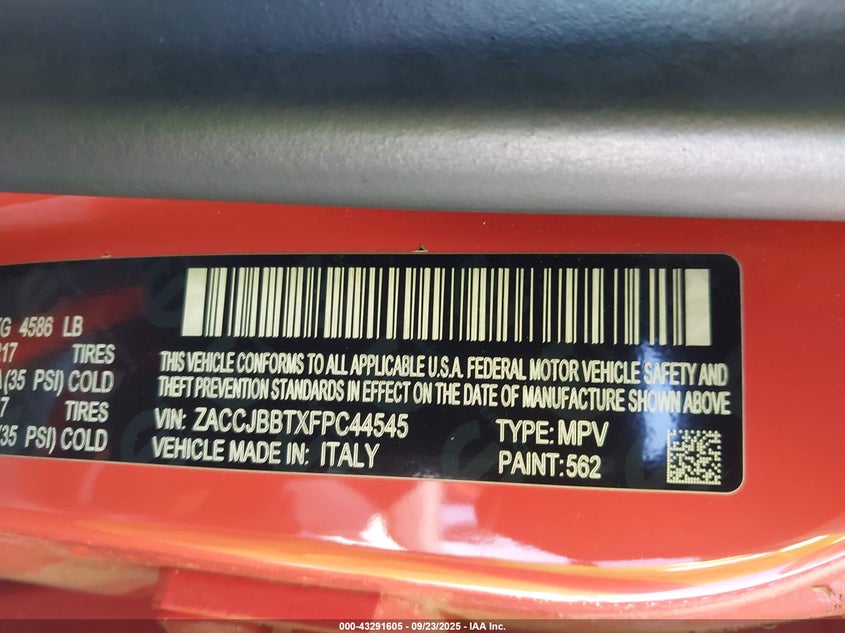 G 4586 LB
17 TIRES
(35 PSI) COLD
7 TIRES
35 PSI) COLD
THIS VEHICLE CONFORMS TO ALL APPLICABLE U.S.A. FEDERAL MOTOR VEHICLE SAFETY AND
THEFT PREVENTION STANDARDS IN EFFECT ON THE DATE OF MANUFACTURE SHOWN ABOVE
VIN: ZACCJBBTXFPC44545 TYPE: MPV
VEHICLE MADE IN: ITALY PAINT: 562
000-43291605 - 09/23/2025 - IAA Inc.